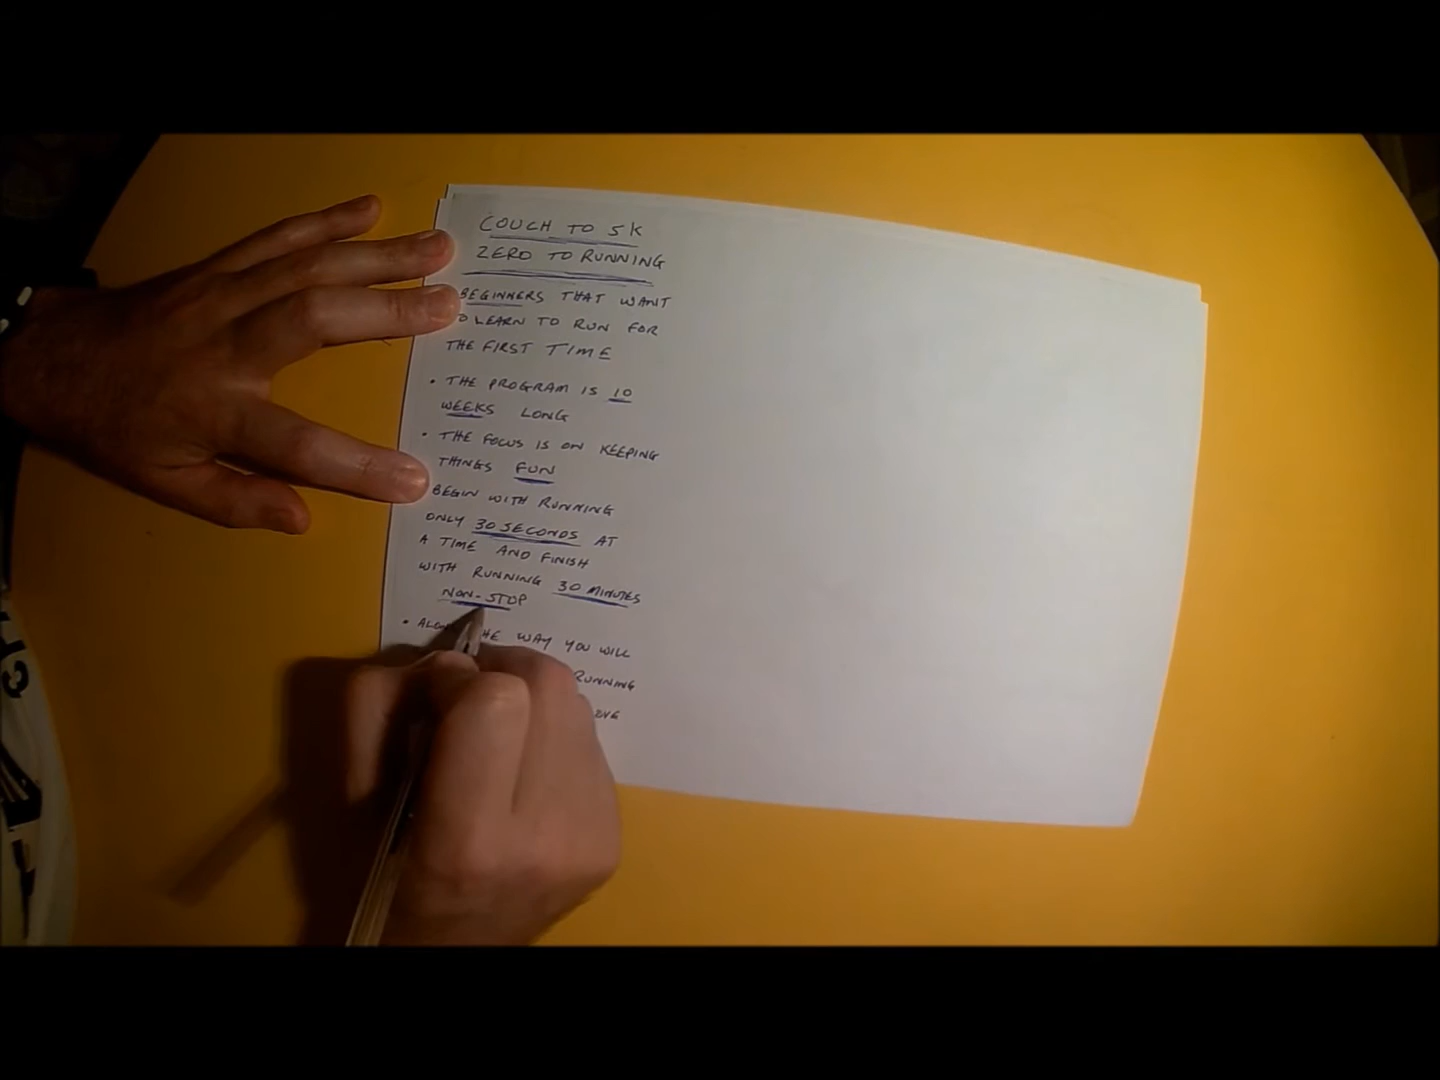 COUCH TO 5K
ZERO TO RUNNING
BEGINNERS THAT WANT
LEARN TO RUN FOR
THE FIRST TIME
• THE PROGRAM IS 10
WEEKS LONG
• THE FOCUS IS ON KEEPING
THINGS FUN
BEGIN WITH RUNNING
ONLY 30 SECONDS AT
A TIME AND FINISH
WITH RUNNING 30 MINUTES
NON-STOP
• WAY YOU WILL
RUNNING